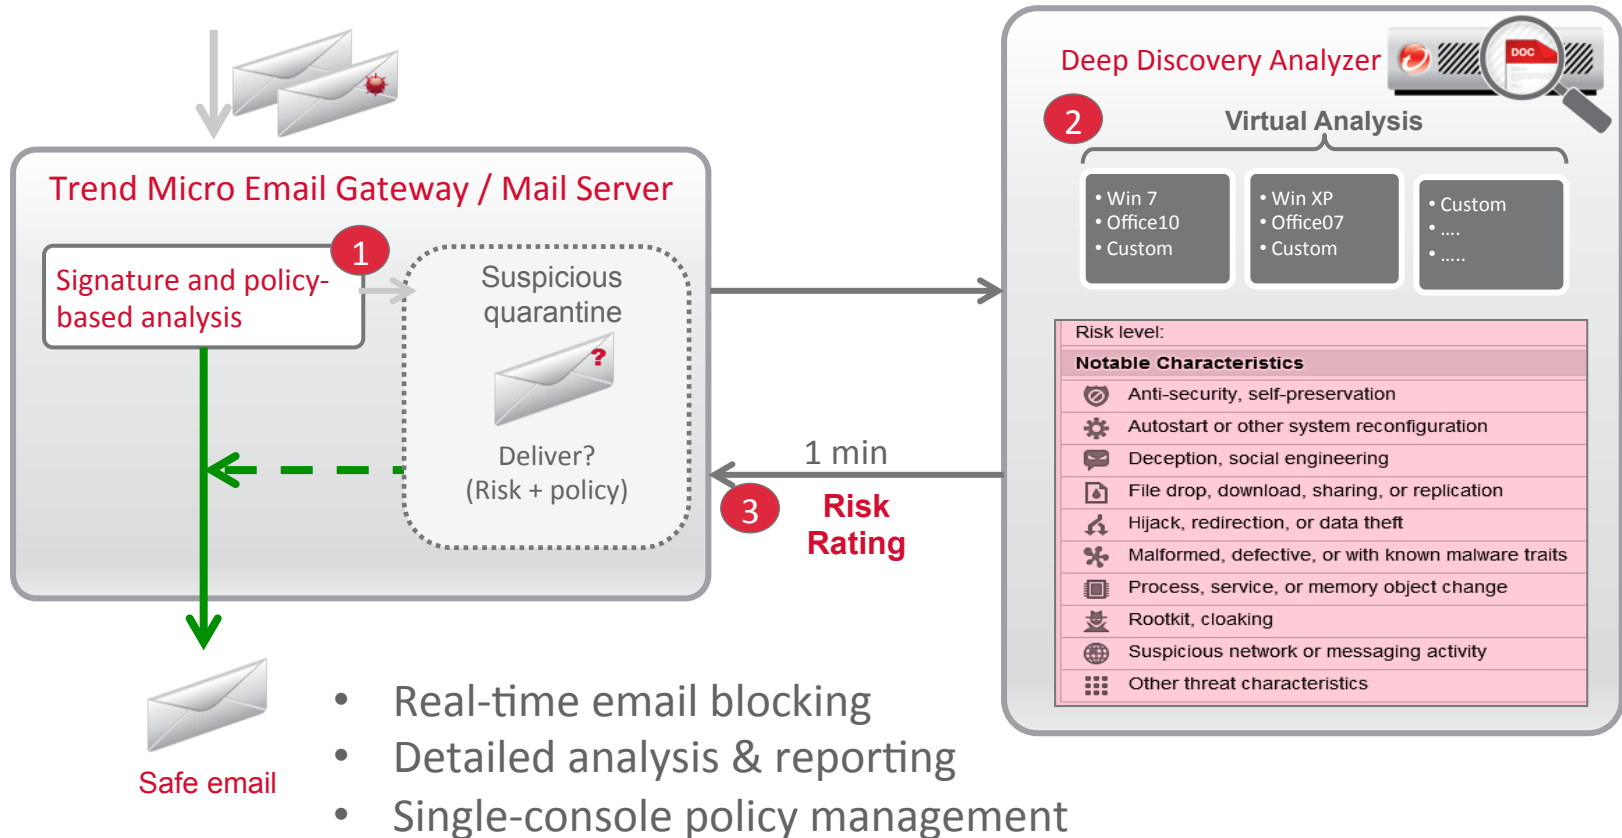 Trend Micro Email Gateway / Mail Server
1
Signature and policy-
based analysis
Suspicious
quarantine
?
Deliver?
(Risk + policy)
1 min
3
Risk
Rating
Deep Discovery Analyzer
DOC
2
Virtual Analysis
• Win 7
• Office10
• Custom
• Win XP
• Office07
• Custom
• Custom
• ....
• .....
Risk level:
Notable Characteristics
Anti-security, self-preservation
Autostart or other system reconfiguration
Deception, social engineering
File drop, download, sharing, or replication
Hijack, redirection, or data theft
Malformed, defective, or with known malware traits
Process, service, or memory object change
Rootkit, cloaking
Suspicious network or messaging activity
Other threat characteristics
Safe email
• Real-time email blocking
• Detailed analysis & reporting
• Single-console policy management